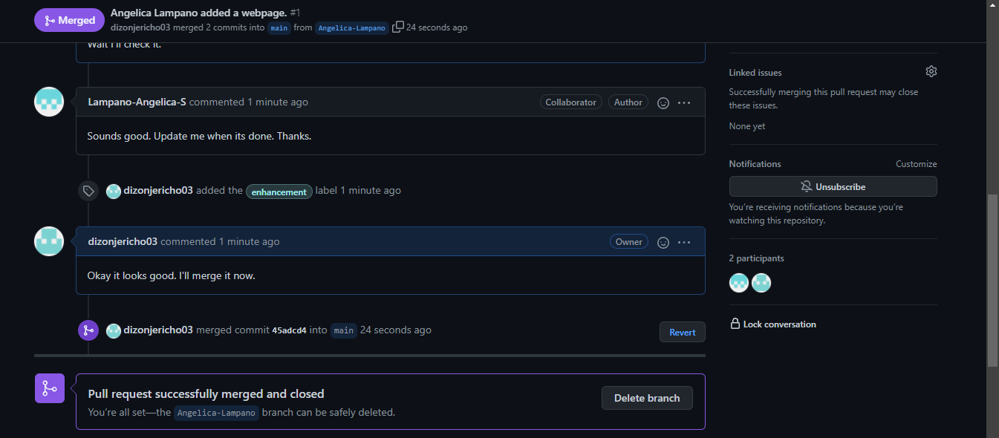 Merged
Angelica Lampano added a webpage. #1
dizonjericho03 merged 2 commits into main from Angelica-Lampano 24 seconds ago
Wait I'll check it.
Lampano-Angelica-S commented 1 minute ago Collaborator Author
Sounds good. Update me when its done. Thanks.
dizonjericho03 added the enhancement label 1 minute ago
dizonjericho03 commented 1 minute ago Owner
Okay it looks good. I'll merge it now.
dizonjericho03 merged commit 45adcd4 into main 24 seconds ago
Revert
Pull request successfully merged and closed
You're all set—the Angelica-Lampano branch can be safely deleted.
Delete branch
Linked issues
Successfully merging this pull request may close
these issues.
None yet
Notifications Customize
Unsubscribe
You're receiving notifications because you're
watching this repository.
2 participants
Lock conversation